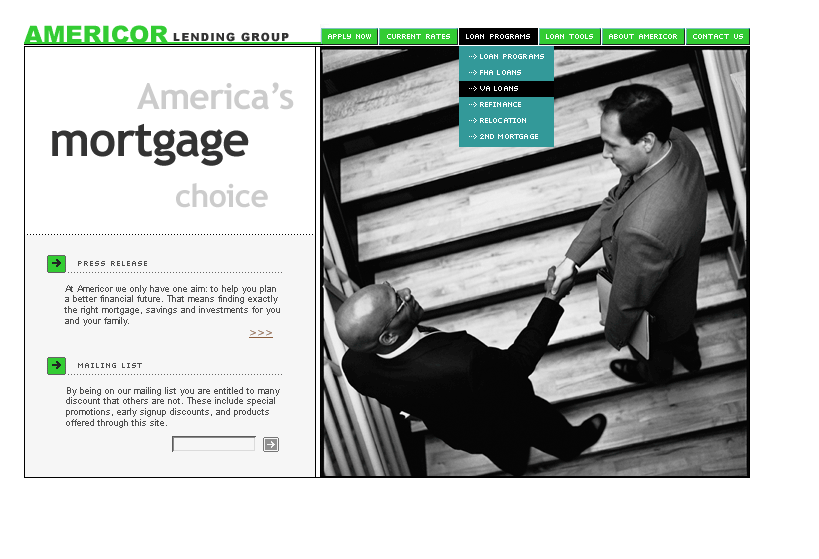 AMERICOR LENDING GROUP
APPLY NOW CURRENT RATES LOAN PROGRAMS LOAN TOOLS ABOUT AMERICOR CONTACT US
LOAN PROGRAMS
FHA LOANS
VA LOANS
REFINANCE
RELOCATION
2ND MORTGAGE
America's
mortgage
choice
PRESS RELEASE
At Americor we only have one aim: to help you plan
a better financial future. That means finding exactly
the right mortgage, savings and investments for you
and your family.
>>>
MAILING LIST
By being on our mailing list you are entitled to many
discount that others are not. These include special
promotions, early signup discounts, and products
offered through this site.